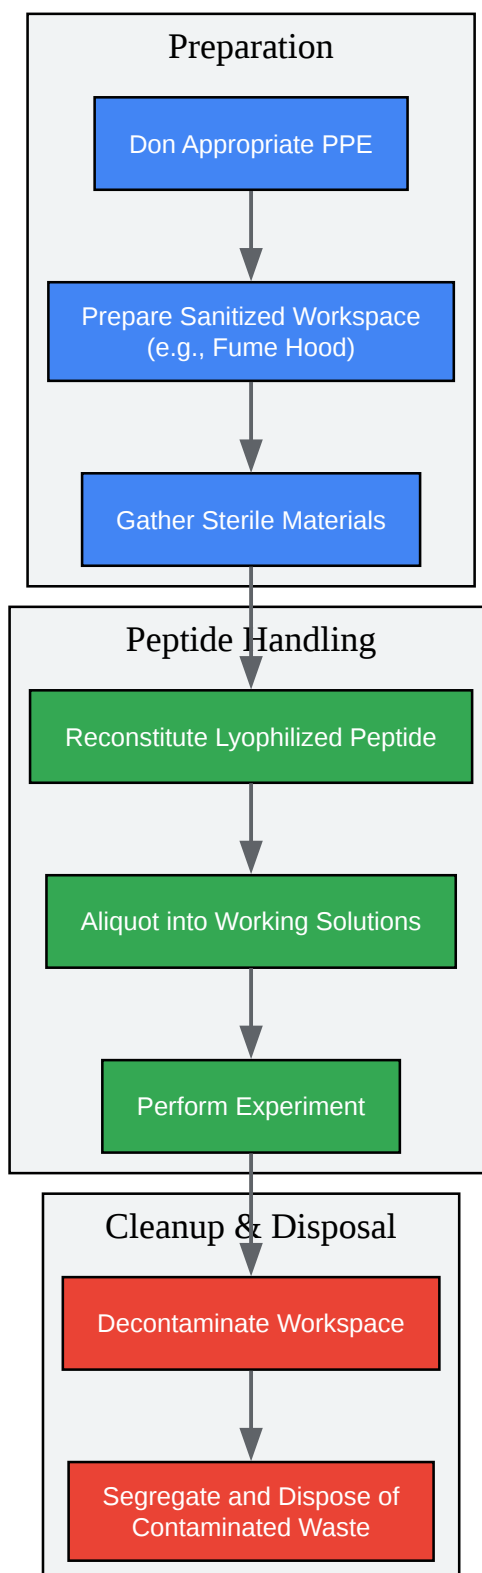 Preparation
Don Appropriate PPE
Prepare Sanitized Workspace
(e.g., Fume Hood)
Gather Sterile Materials
Peptide Handling
Reconstitute Lyophilized Peptide
Aliquot into Working Solutions
Perform Experiment
Cleanup & Disposal
Decontaminate Workspace
Segregate and Dispose of
Contaminated Waste